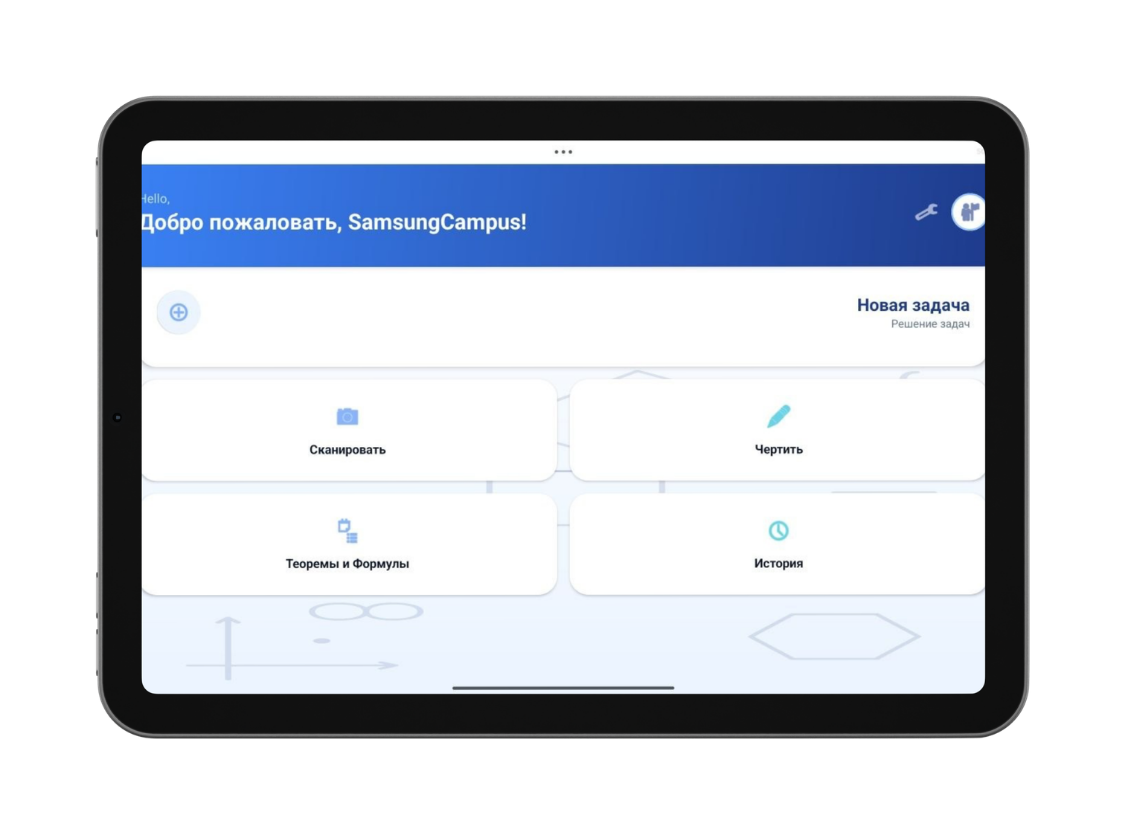 Hello,
Добро пожаловать, SamsungCampus!
Новая задача
Решение задач
Сканировать
Чертить
Теоремы и Формулы
История